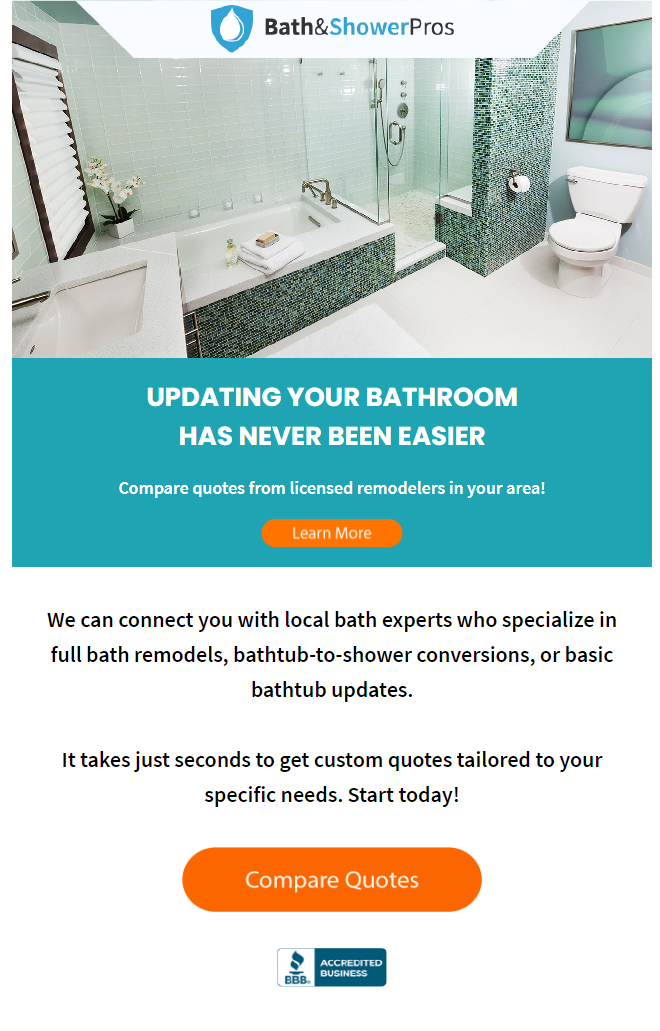 Bath&ShowerPros
UPDATING YOUR BATHROOM
HAS NEVER BEEN EASIER
Compare quotes from licensed remodelers in your area!
Learn More
We can connect you with local bath experts who specialize in
full bath remodels, bathtub-to-shower conversions, or basic
bathtub updates.
It takes just seconds to get custom quotes tailored to your
specific needs. Start today!
Compare Quotes
BBB.
ACCREDITED
BUSINESS